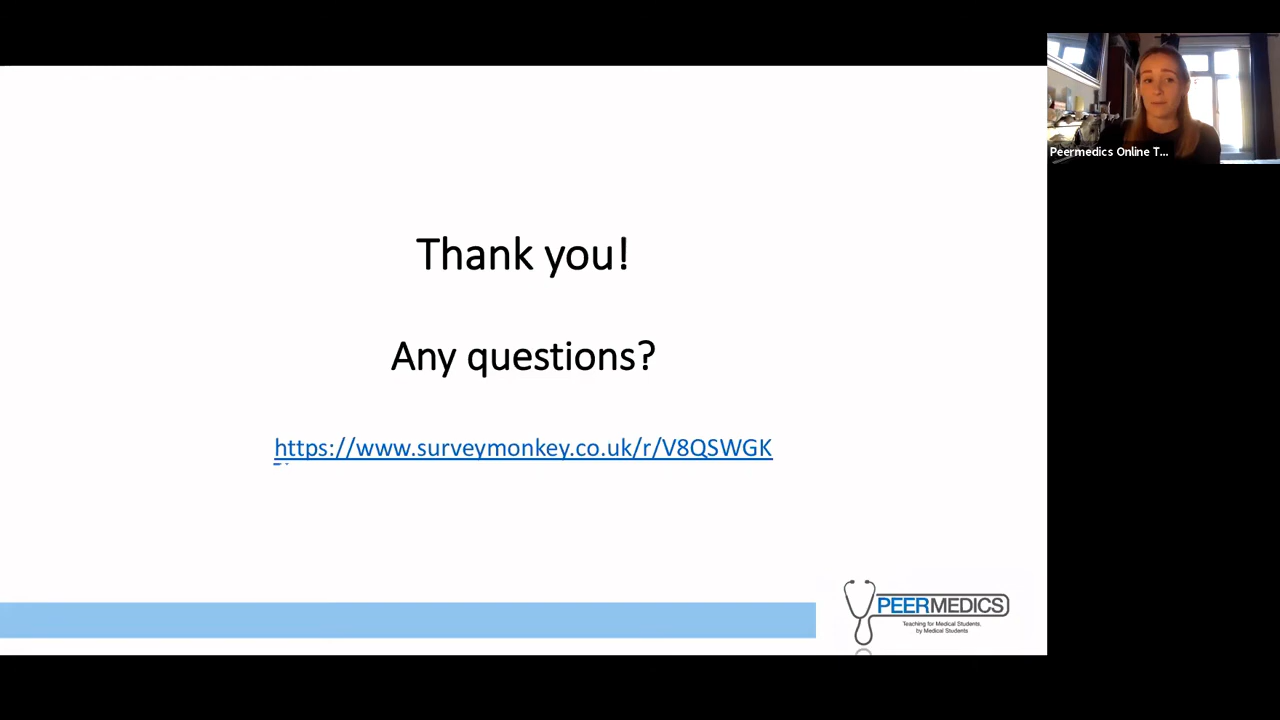 Peermedics Online T...
Thank you!
Any questions?
https://www.surveymonkey.co.uk/r/V8QSWGK
PEERMEDICS
Teaching for Medical Students,
by Medical Students